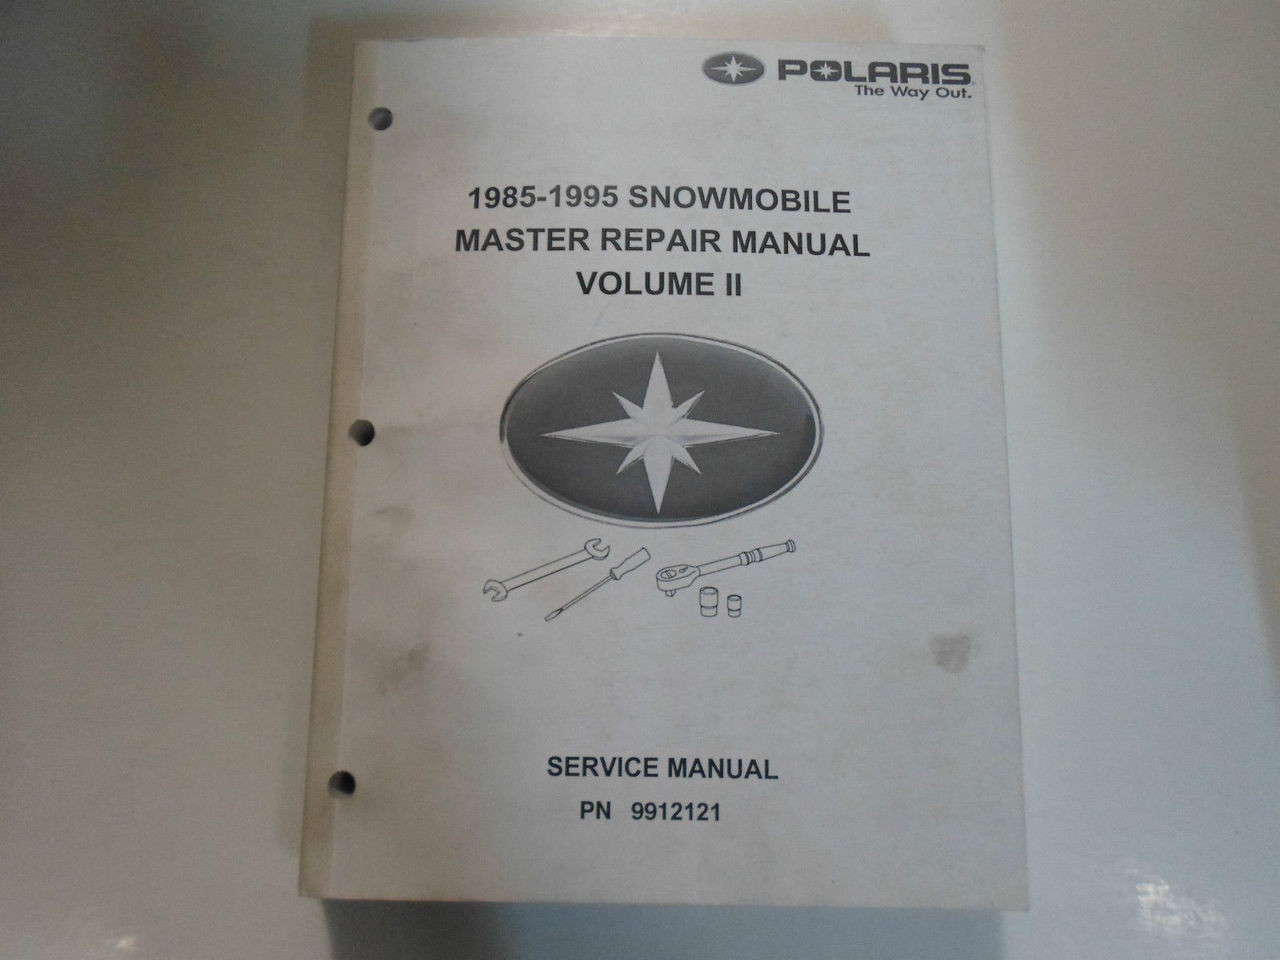 POLARIS
The Way Out.
1985-1995 SNOWMOBILE
MASTER REPAIR MANUAL
VOLUME II
SERVICE MANUAL
PN 9912121